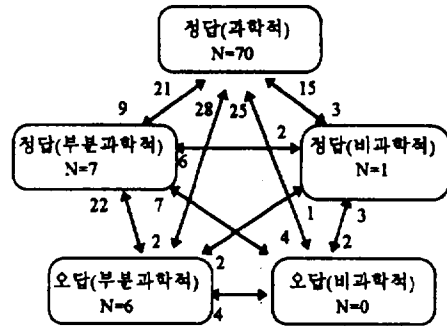 정답(과학적)
N=70
21
15
9
28
25
3
정답(부분과학적)
N=7
6
2
정답(비과학적)
N=1
22
7
1
3
2
2
4
2
오답(부분과학적)
N=6
4
오답(비과학적)
N=0